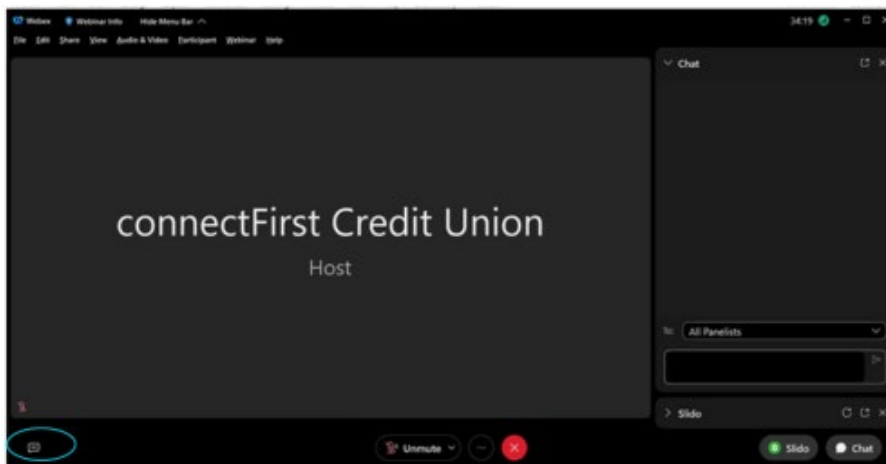 Webex Webinar Info Hide Menu Bar 34:19
File Edit Share View Audio & Video Participant Webinar Help
Chat
connectFirst Credit Union
Host
To: All Panelists
Slido
Unmute Slido Chat